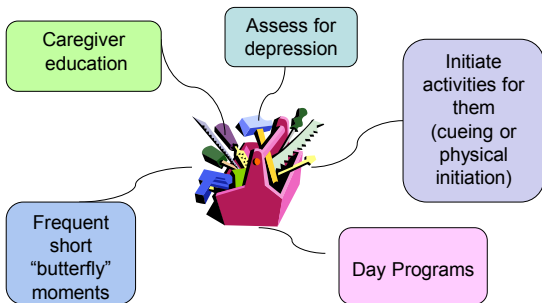 Caregiver
education
Assess for
depression
Initiate
activities for
them
(cueing or
physical
initiation)
Frequent
short
“butterfly”
moments
Day Programs